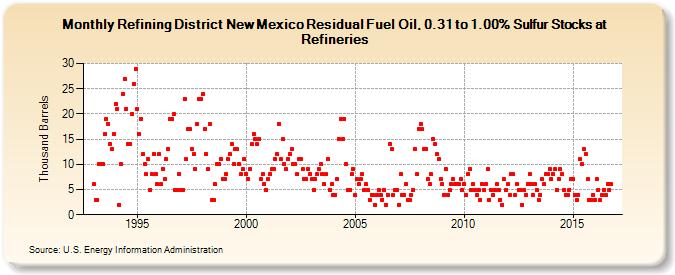 Monthly Refining District New Mexico Residual Fuel Oil, 0.31 to 1.00% Sulfur Stocks at
Refineries
Thousand Barrels
30
25
20
15
10
5
0
1995 2000 2005 2010 2015
Source: U.S. Energy Information Administration